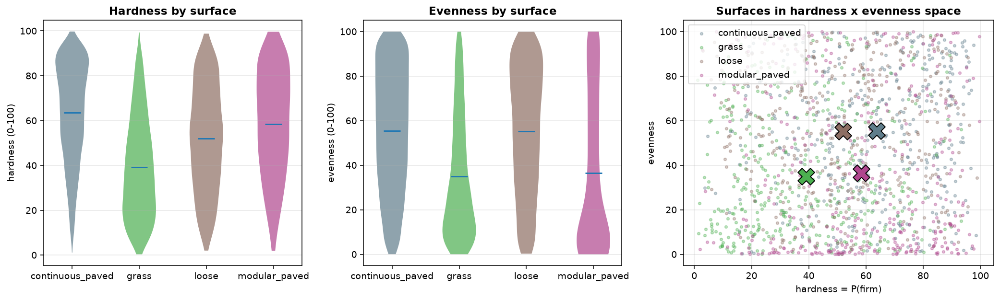 Hardness by surface
hardness (0-100)
100
80
60
40
20
0
continuous_paved
grass
loose
modular_paved
Evenness by surface
evenness (0-100)
100
80
60
40
20
0
continuous_paved
grass
loose
modular_paved
Surfaces in hardness x evenness space
continuous_paved
grass
loose
modular_paved
evenness
100
80
60
40
20
0
0
20
40
60
80
100
hardness = P(firm)